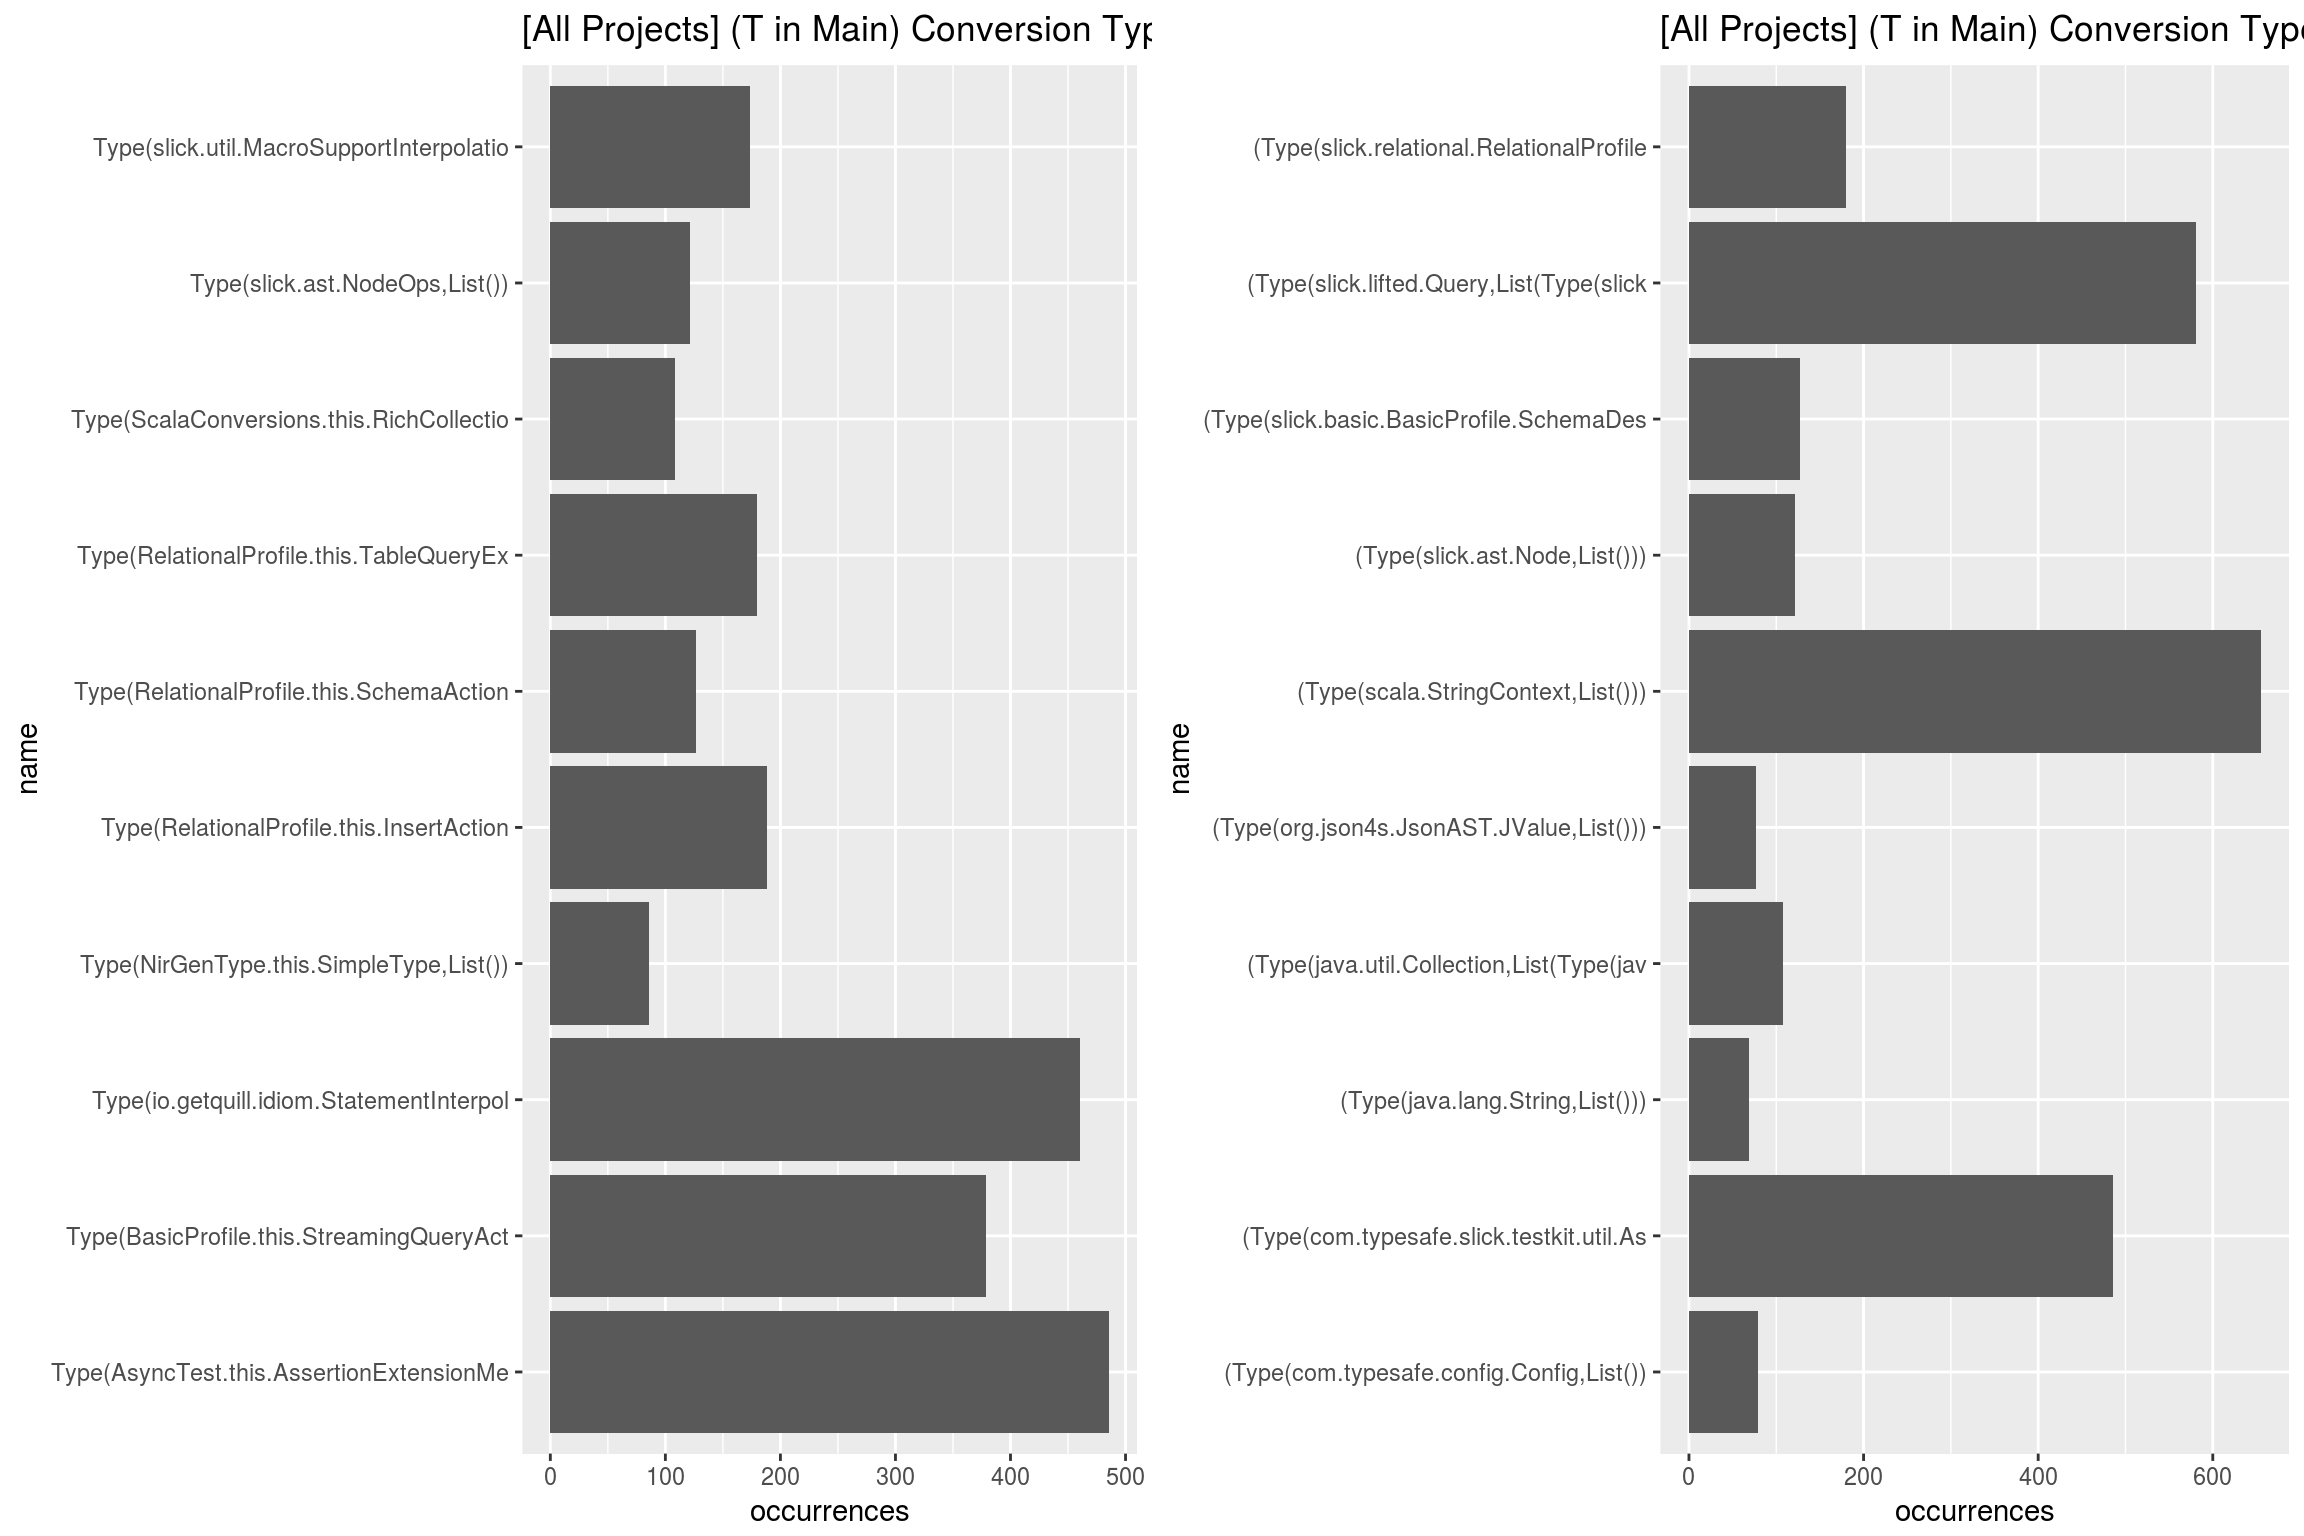 [All Projects] (T in Main) Conversion Typ
Type(slick.util.MacroSupportInterpolatio
Type(slick.ast.NodeOps,List())
Type(ScalaConversions.this.RichCollectio
Type(RelationalProfile.this.TableQueryEx
Type(RelationalProfile.this.SchemaAction
Type(RelationalProfile.this.InsertAction
Type(NirGenType.this.SimpleType,List())
Type(io.getquill.idiom.StatementInterpol
Type(BasicProfile.this.StreamingQueryAct
Type(AsyncTest.this.AssertionExtensionMe
name
0 100 200 300 400 500
occurrences
[All Projects] (T in Main) Conversion Type
(Type(slick.relational.RelationalProfile
(Type(slick.lifted.Query,List(Type(slick
(Type(slick.basic.BasicProfile.SchemaDes
(Type(slick.ast.Node,List()))
(Type(scala.StringContext,List()))
(Type(org.json4s.JsonAST.JValue,List()))
(Type(java.util.Collection,List(Type(jav
(Type(java.lang.String,List()))
(Type(com.typesafe.slick.testkit.util.As
(Type(com.typesafe.config.Config,List())
name
0 200 400 600
occurrences